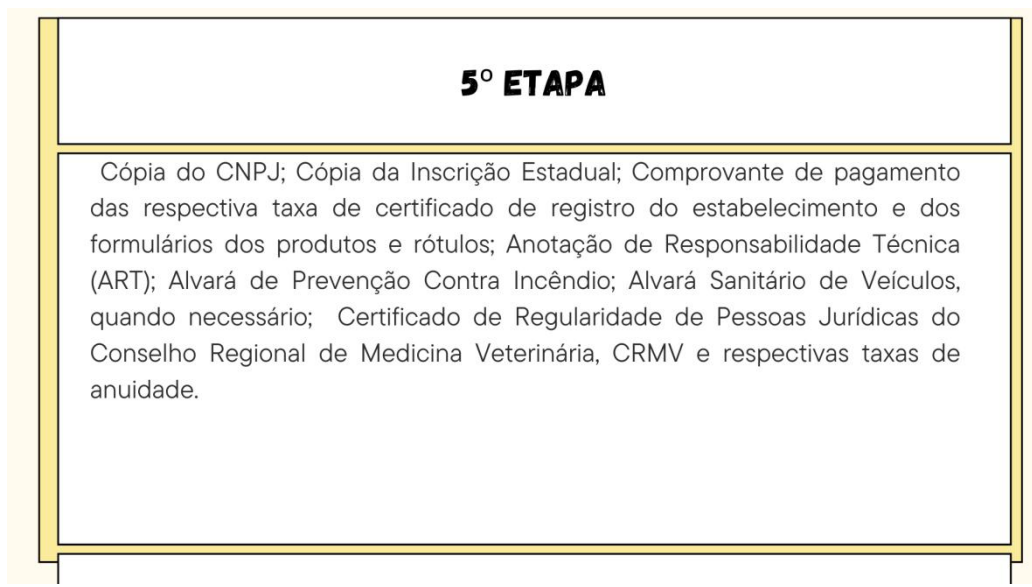 5º ETAPA
Cópia do CNPJ; Cópia da Inscrição Estadual; Comprovante de pagamento
das respectiva taxa de certificado de registro do estabelecimento e dos
formulários dos produtos e rótulos; Anotação de Responsabilidade Técnica
(ART); Alvará de Prevenção Contra Incêndio; Alvará Sanitário de Veículos,
quando necessário; Certificado de Regularidade de Pessoas Jurídicas do
Conselho Regional de Medicina Veterinária, CRMV e respectivas taxas de
anuidade.